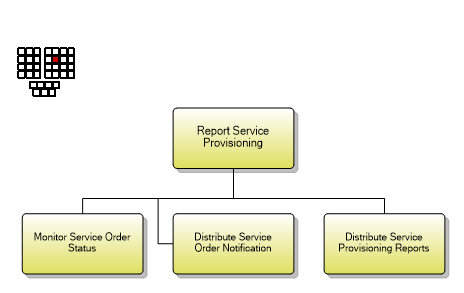 Report Service
Provisioning
Monitor Service Order
Status
Distribute Service
Order Notification
Distribute Service
Provisioning Reports